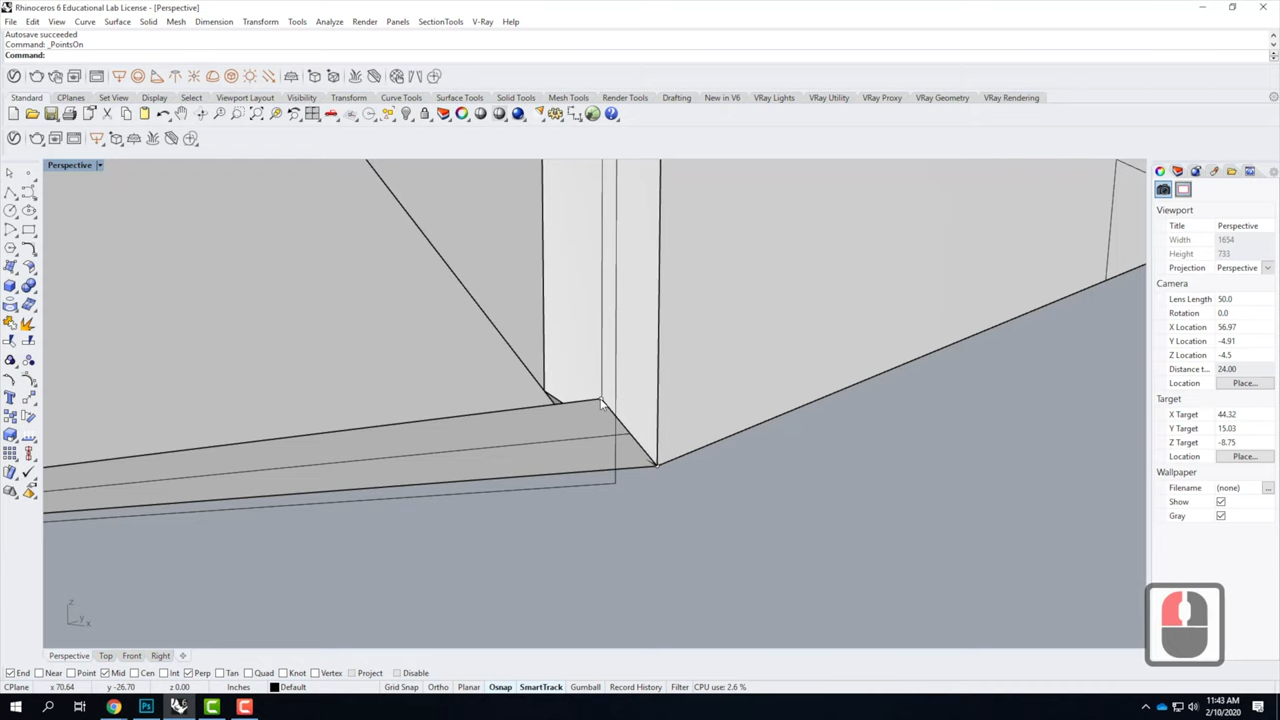 Rhinoceros 6 Educational Lab License - [Perspective]
File Edit View Curve Surface Solid Mesh Dimension Transform Tools Analyze Render Panels SectionTools V-Ray Help
Autosave succeeded
Command: _PointsOn
Command:
Standard CPlanes Set View Display Select Viewport Layout Visibility Transform Curve Tools Surface Tools Solid Tools Mesh Tools Render Tools Drafting New in V6 VRay Lights VRay Utility VRay Proxy VRay Geometry VRay Rendering
Perspective
Viewport
Title Perspective
Width 1654
Height 733
Projection Perspective
Camera
Lens Length 50.0
Rotation 0.0
X Location 56.97
Y Location -4.91
Z Location -4.5
Distance t... 24.00
Location Place...
Target
X Target 44.32
Y Target 15.03
Z Target -8.75
Location Place...
Wallpaper
Filename (none) ...
Show
Gray
z
y
x
Perspective Top Front Right
End Near Point Mid Cen Int Perp Tan Quad Knot Vertex Project Disable
CPlane x 70.64 y -26.70 z 0.00 Inches Default Grid Snap Ortho Planar Osnap SmartTrack Gumball Record History Filter CPU use: 2.6 %
11:43 AM
2/10/2020